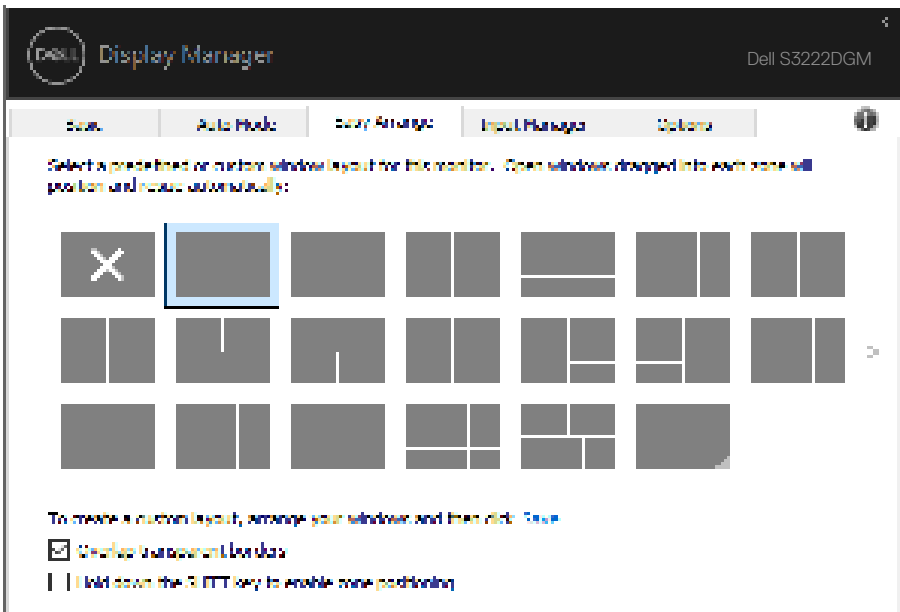 DELL Display Manager
Dell S3222DGM
Basic Auto Mode Easy Arrange Input Manager Options
Select a predefined or custom window layout for this monitor. Open windows dragged into each zone will
position and resize automatically:
To create a custom layout, arrange your windows and then click: Save
Overlap transparent borders
Hold down the SHIFT key to enable zone positioning